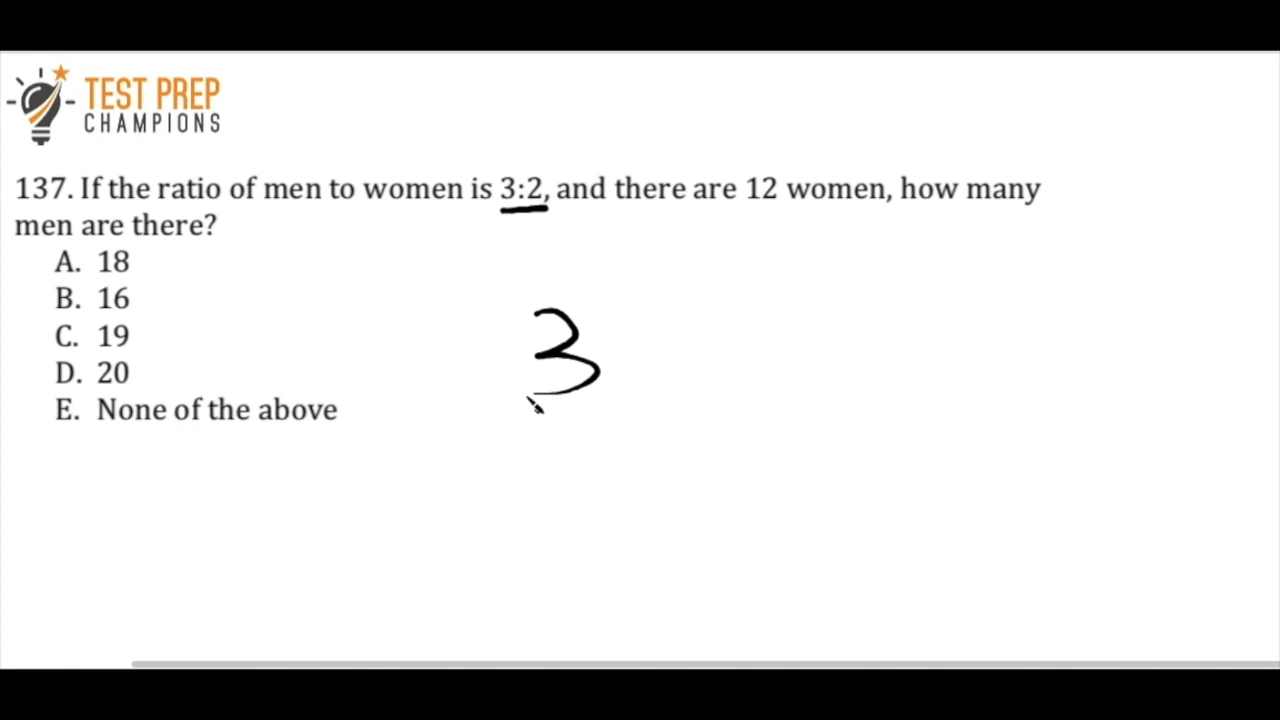 TEST PREP
CHAMPIONS
137. If the ratio of men to women is 3:2, and there are 12 women, how many
men are there?
A. 18
B. 16
C. 19
D. 20
E. None of the above
3